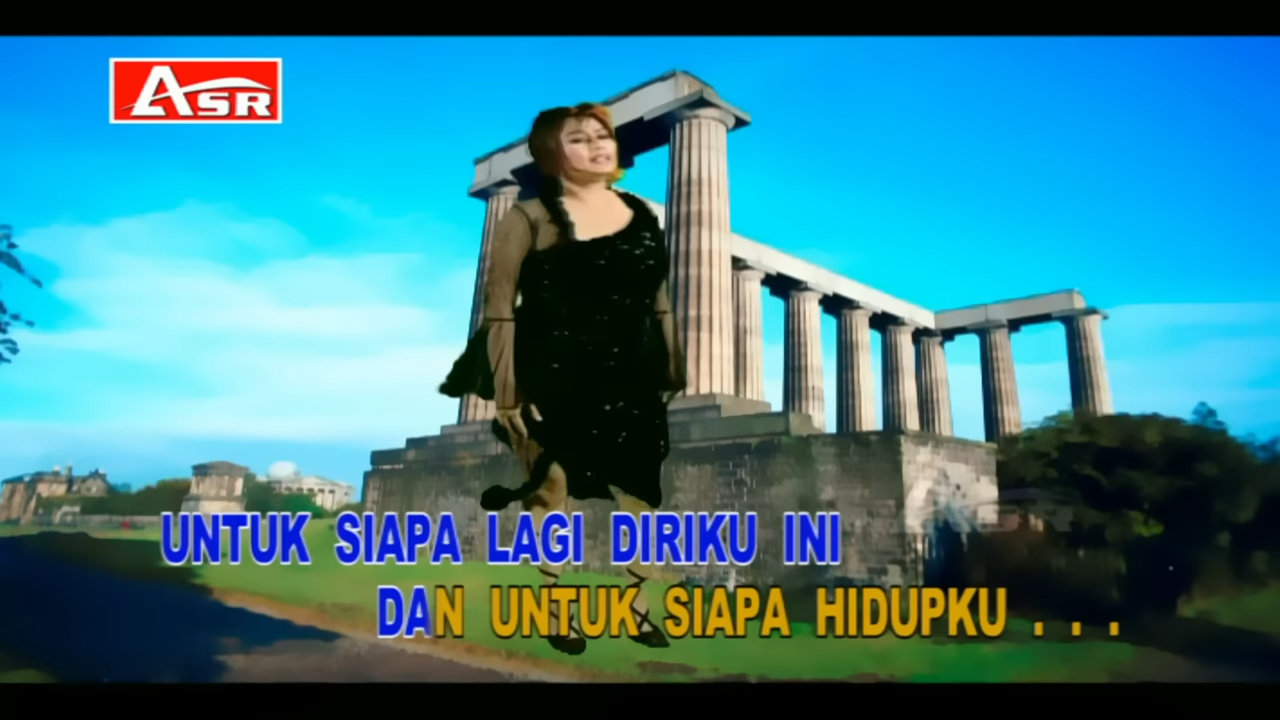 ASR
UNTUK SIAPA LAGI DIRIKU INI
DAN UNTUK SIAPA HIDUPKU . . .